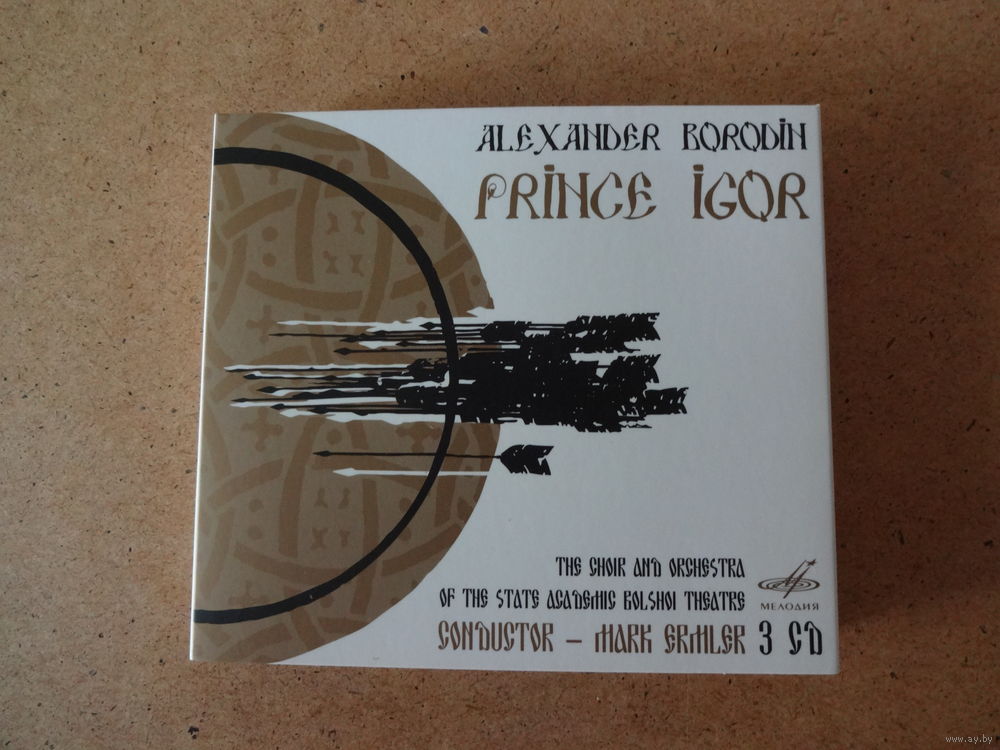 ALEXANDER BORODIN
PRINCE IGOR
THE CHOIR AND ORCHESTRA
OF THE STATE ACADEMIC BOLSHOI THEATRE
МЕЛОДИЯ
CONDUCTOR – MARK ERMLER 3 CD
www.ay.by